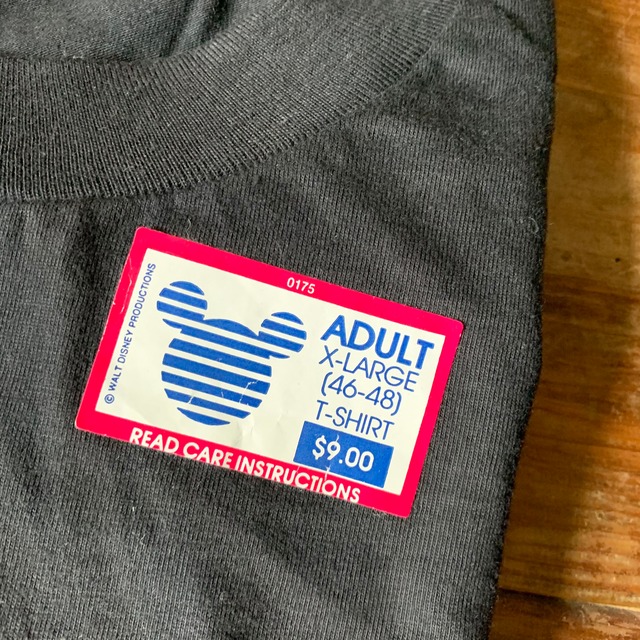 0175
© WALT DISNEY PRODUCTIONS
ADULT
X-LARGE
(46-48)
T-SHIRT
$9.00
READ CARE INSTRUCTIONS